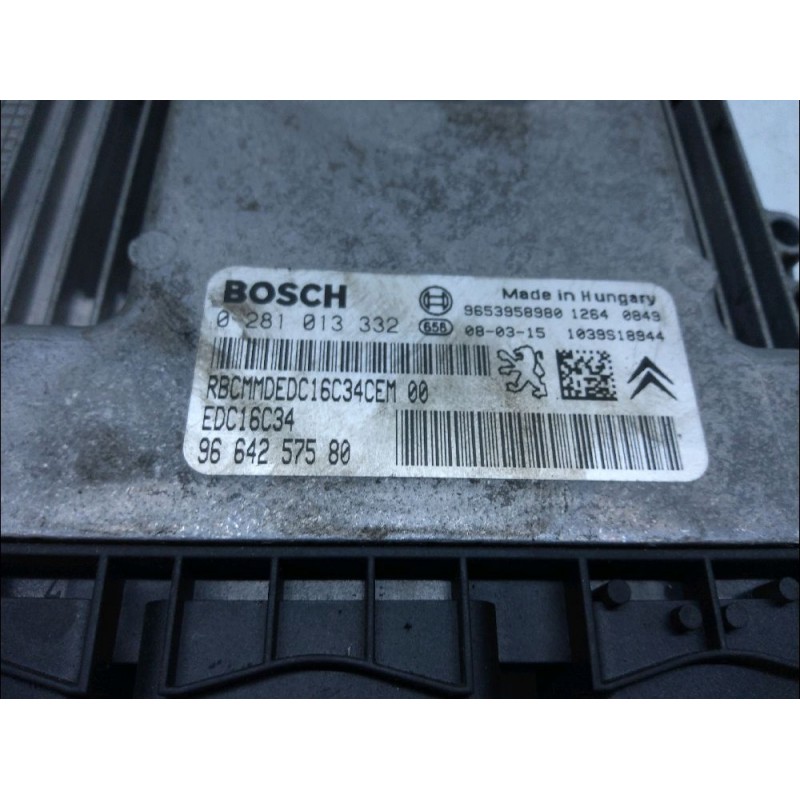 BOSCH
Made in Hungary
9653958980 1264 0849
0 281 013 332
656
08-03-15 1039S18944
RBCMMDEDC16C34CEM 00
EDC16C34
96 642 575 80